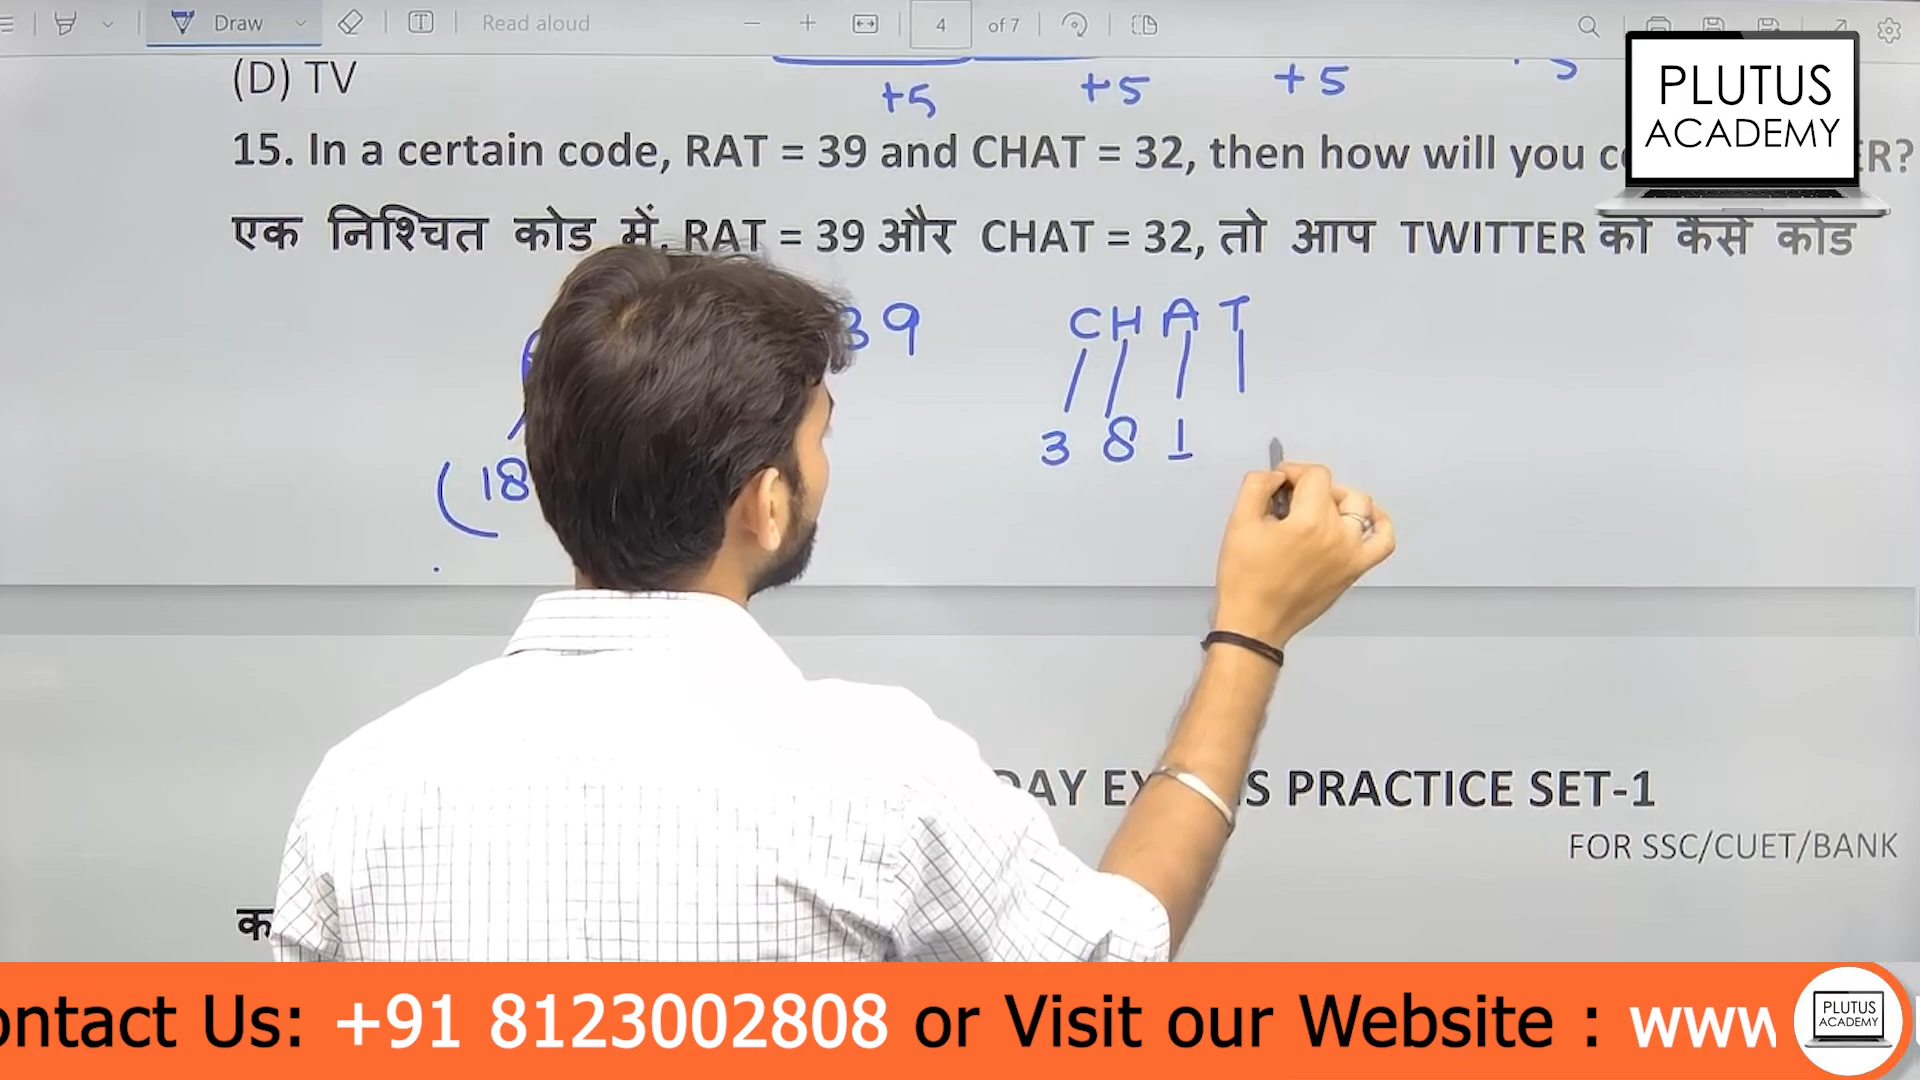 Draw
Read aloud
4 of 7
(D) TV
+5 +5 +5 5
15. In a certain code, RAT = 39 and CHAT = 32, then how will you
PLUTUS
ACADEMY
एक निश्चित कोड में, RAT = 39 और CHAT = 32, तो आप TWITTER को कैसे कोड
39
CHAT
(18
3 8 1
PRACTICE SET-1
FOR SSC/CUET/BANK
Us: +91 8123002808 or Visit our Website : www
PLUTUS
ACADEMY